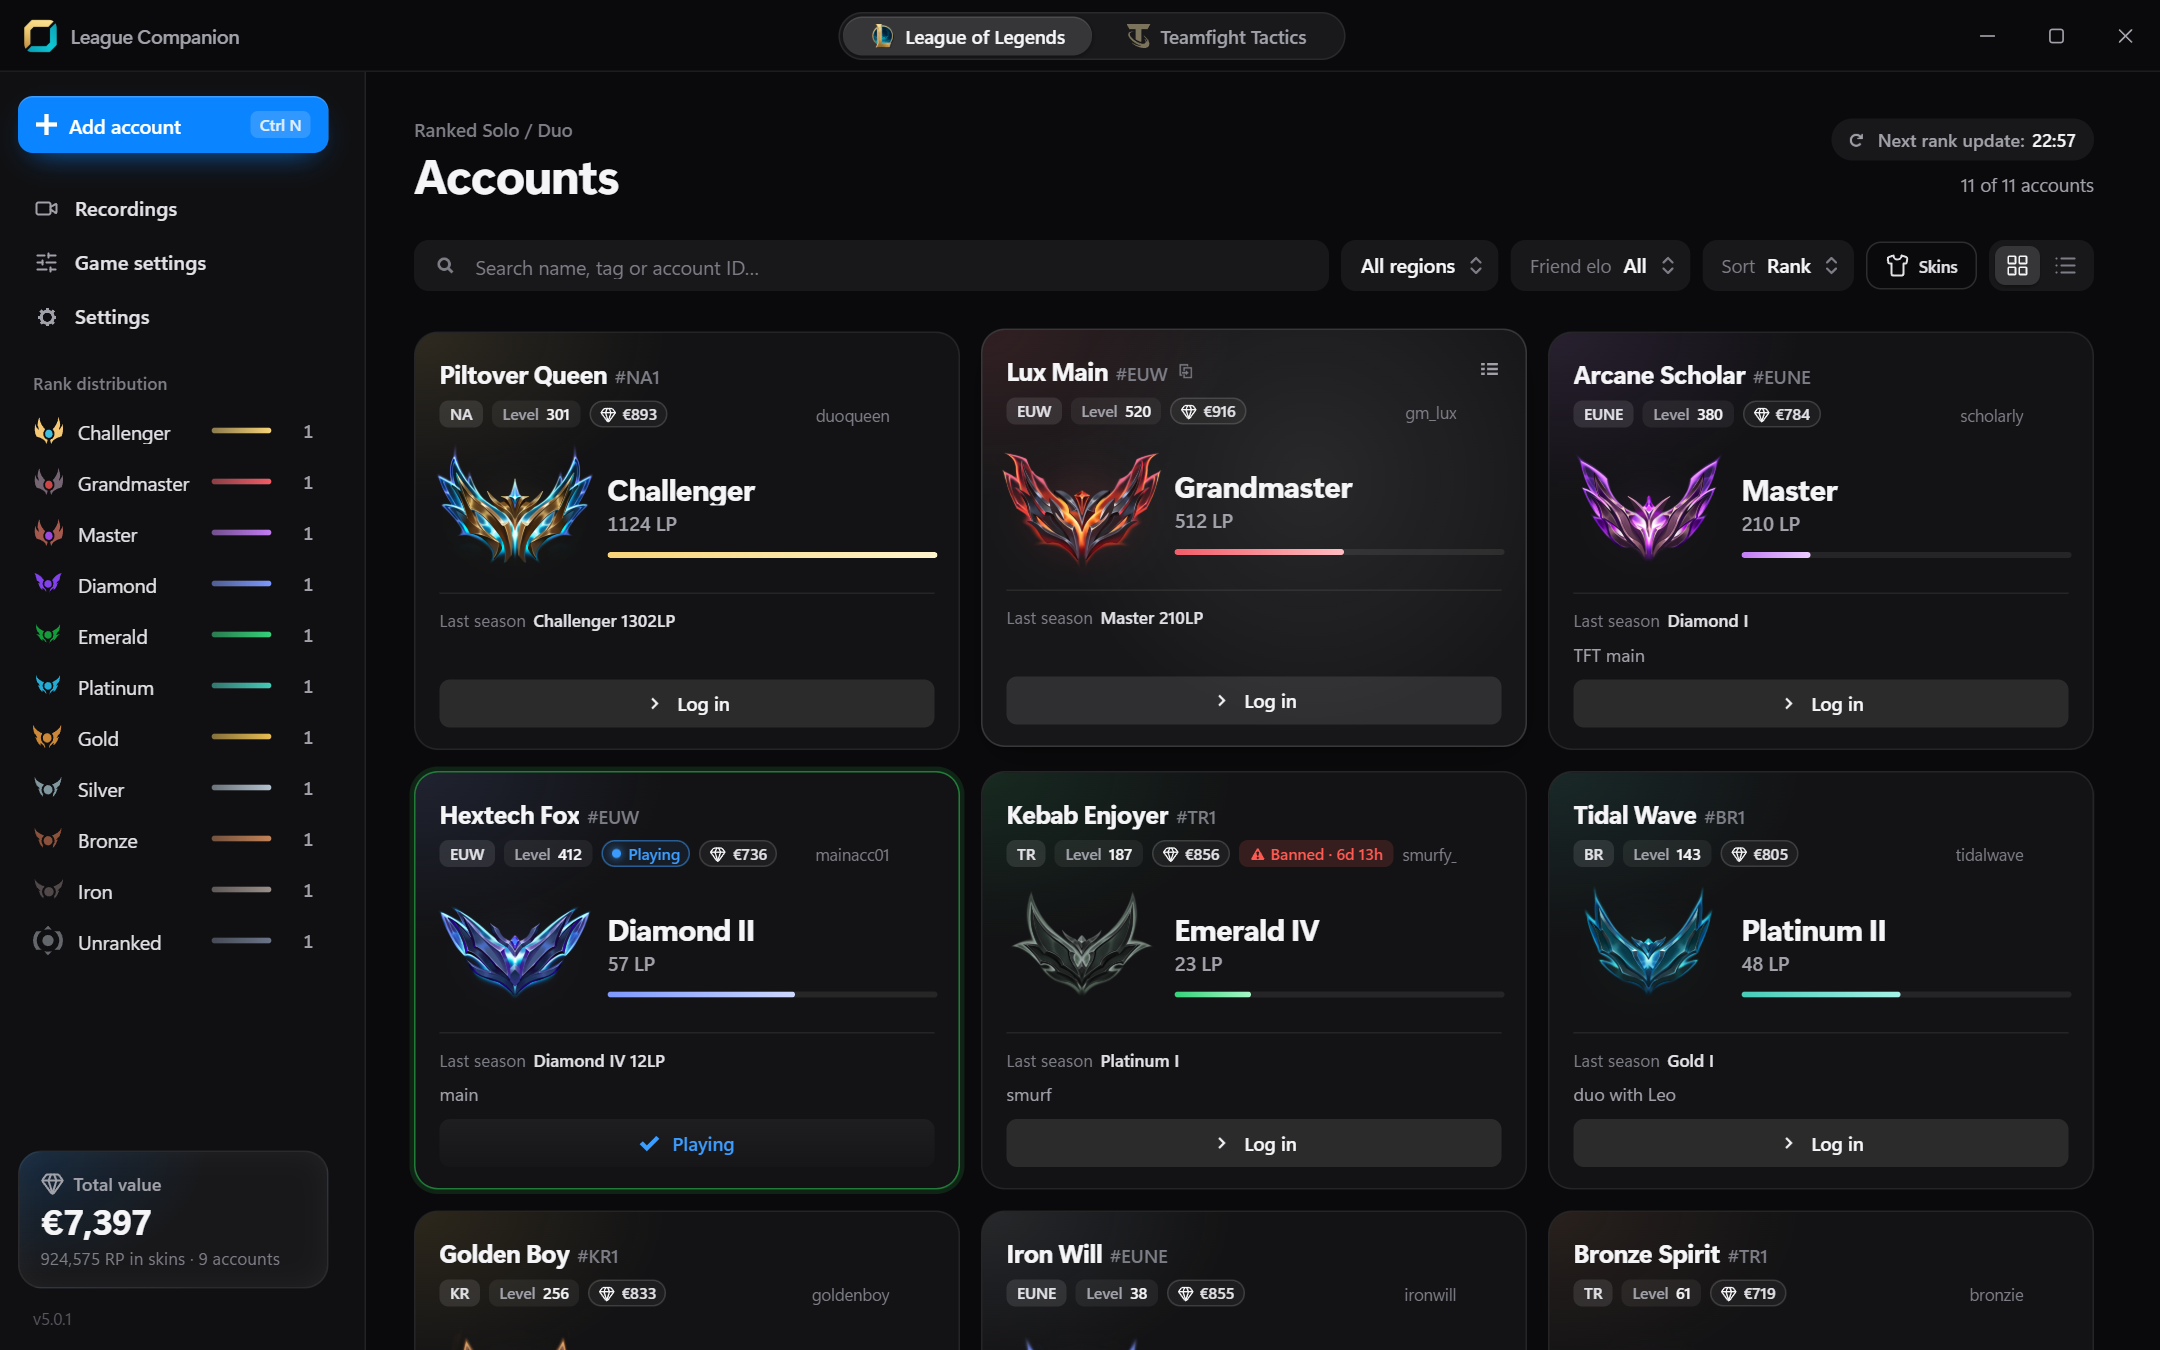 League Companion
League of Legends
Teamfight Tactics
Add account
Ctrl N
Recordings
Game settings
Settings
Rank distribution
Challenger 1
Grandmaster 1
Master 1
Diamond 1
Emerald 1
Platinum 1
Gold 1
Silver 1
Bronze 1
Iron 1
Unranked 1
Total value
€7,397
924,575 RP in skins · 9 accounts
v5.0.1
Ranked Solo / Duo
Accounts
Next rank update: 22:57
11 of 11 accounts
Search name, tag or account ID...
All regions
Friend elo All
Sort Rank
Skins
Piltover Queen #NA1
NA Level 301 €893 duoqueen
Challenger
1124 LP
Last season Challenger 1302LP
Log in
Lux Main #EUW
EUW Level 520 €916 gm_lux
Grandmaster
512 LP
Last season Master 210LP
Log in
Arcane Scholar #EUNE
EUNE Level 380 €784 scholarly
Master
210 LP
Last season Diamond I
TFT main
Log in
Hextech Fox #EUW
EUW Level 412 Playing €736 mainacc01
Diamond II
57 LP
Last season Diamond IV 12LP
main
Playing
Kebab Enjoyer #TR1
TR Level 187 €856 Banned · 6d 13h smurfy_
Emerald IV
23 LP
Last season Platinum I
smurf
Log in
Tidal Wave #BR1
BR Level 143 €805 tidalwave
Platinum II
48 LP
Last season Gold I
duo with Leo
Log in
Golden Boy #KR1
KR Level 256 €833 goldenboy
Iron Will #EUNE
EUNE Level 38 €855 ironwill
Bronze Spirit #TR1
TR Level 61 €719 bronzie